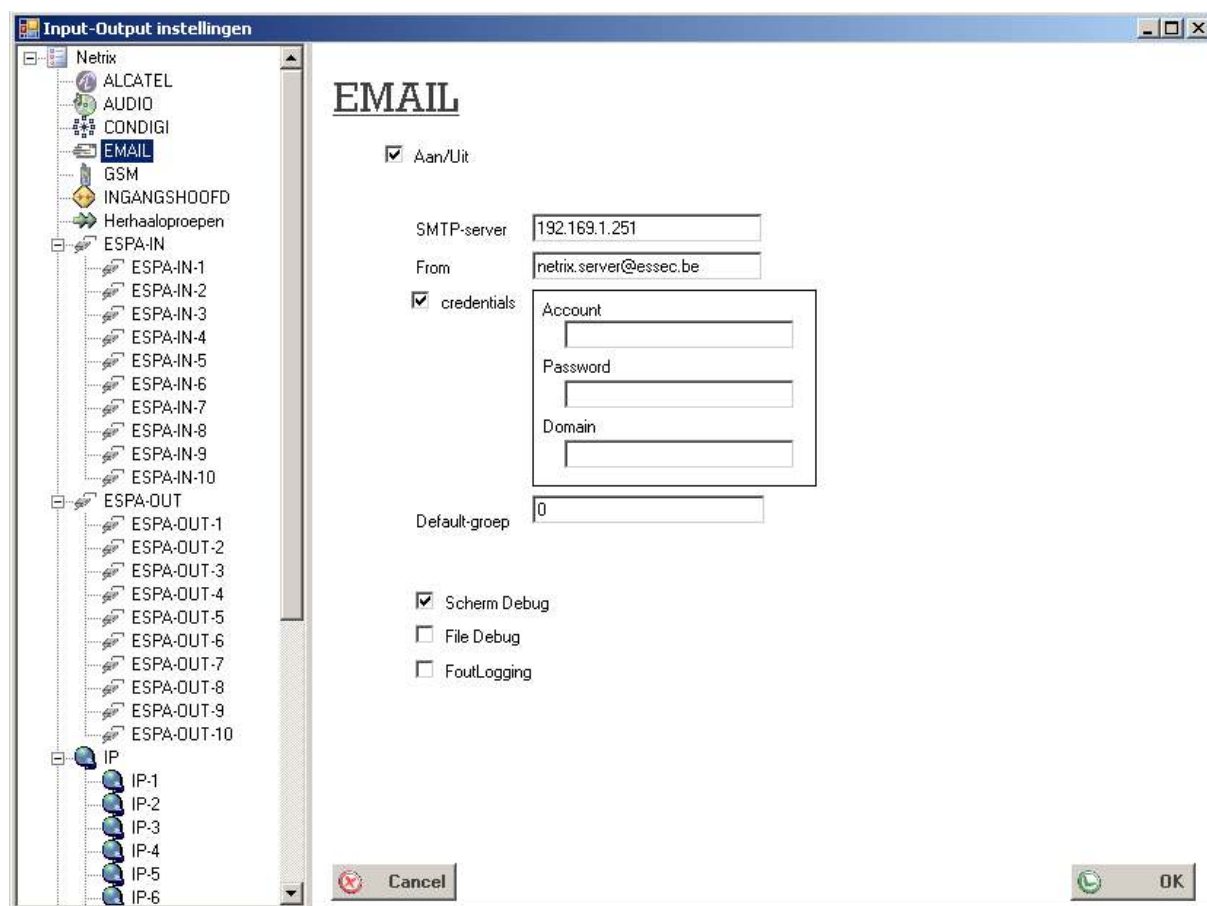 Input-Output instellingen
Netrix
ALCATEL
AUDIO
CONDIGI
EMAIL
GSM
INGANGSHOOFD
Herhaaloproepen
ESPA-IN
ESPA-IN-1
ESPA-IN-2
ESPA-IN-3
ESPA-IN-4
ESPA-IN-5
ESPA-IN-6
ESPA-IN-7
ESPA-IN-8
ESPA-IN-9
ESPA-IN-10
ESPA-OUT
ESPA-OUT-1
ESPA-OUT-2
ESPA-OUT-3
ESPA-OUT-4
ESPA-OUT-5
ESPA-OUT-6
ESPA-OUT-7
ESPA-OUT-8
ESPA-OUT-9
ESPA-OUT-10
IP
IP-1
IP-2
IP-3
IP-4
IP-5
IP-6
EMAIL
Aan/Uit
SMTP-server 192.169.1.251
From netrix.server@essec.be
credentials
Account
Password
Domain
Default-groep 0
Scherm Debug
File Debug
FoutLogging
Cancel OK